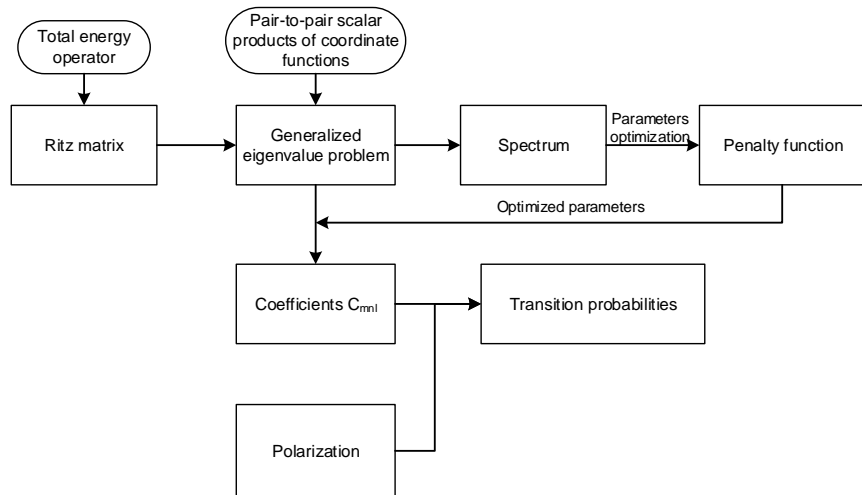 Total energy
operator
Pair-to-pair scalar
products of coordinate
functions
Ritz matrix
Generalized
eigenvalue problem
Spectrum
Parameters
optimization
Penalty function
Optimized parameters
Coefficients Cmnl
Transition probabilities
Polarization